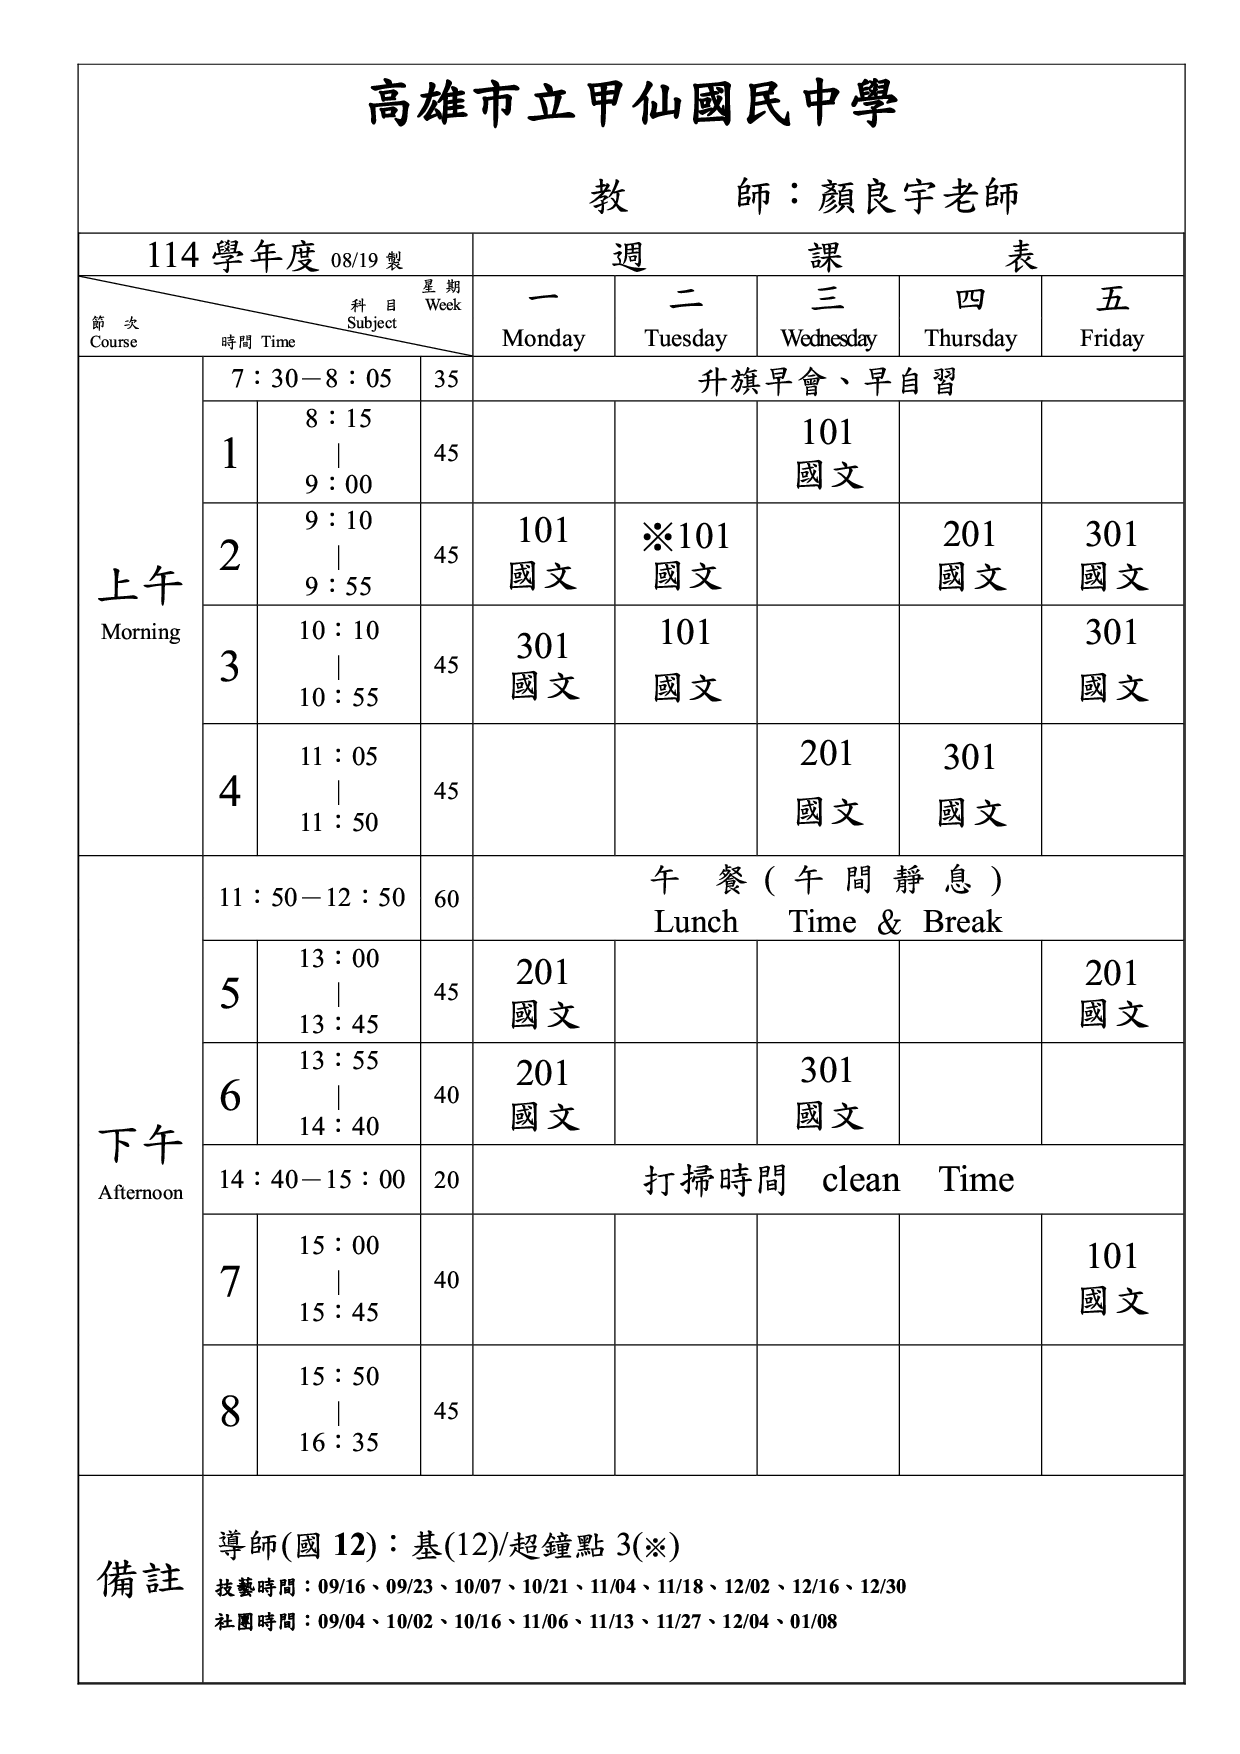 高雄市立甲仙國民中學
教　　師：顏良宇老師
114 學年度 08/19 製　週　課　表
星 期 Week
科 目 Subject
節 次 Course
時間 Time
一 二 三 四 五
Monday Tuesday Wednesday Thursday Friday
上午 Morning
7：30－8：05 35 升旗早會、早自習
1 8：15｜9：00 45 101 國文
2 9：10｜9：55 45 101 國文 ※101 國文 201 國文 301 國文
3 10：10｜10：55 45 301 國文 101 國文 301 國文
4 11：05｜11：50 45 201 國文 301 國文
下午 Afternoon
11：50－12：50 60 午 餐 ( 午 間 靜 息 )
Lunch Time & Break
5 13：00｜13：45 45 201 國文 201 國文
6 13：55｜14：40 40 201 國文 301 國文
14：40－15：00 20 打掃時間 clean Time
7 15：00｜15：45 40 101 國文
8 15：50｜16：35 45
備註
導師(國 12)：基(12)/超鐘點 3(※)
技藝時間：09/16、09/23、10/07、10/21、11/04、11/18、12/02、12/16、12/30
社團時間：09/04、10/02、10/16、11/06、11/13、11/27、12/04、01/08